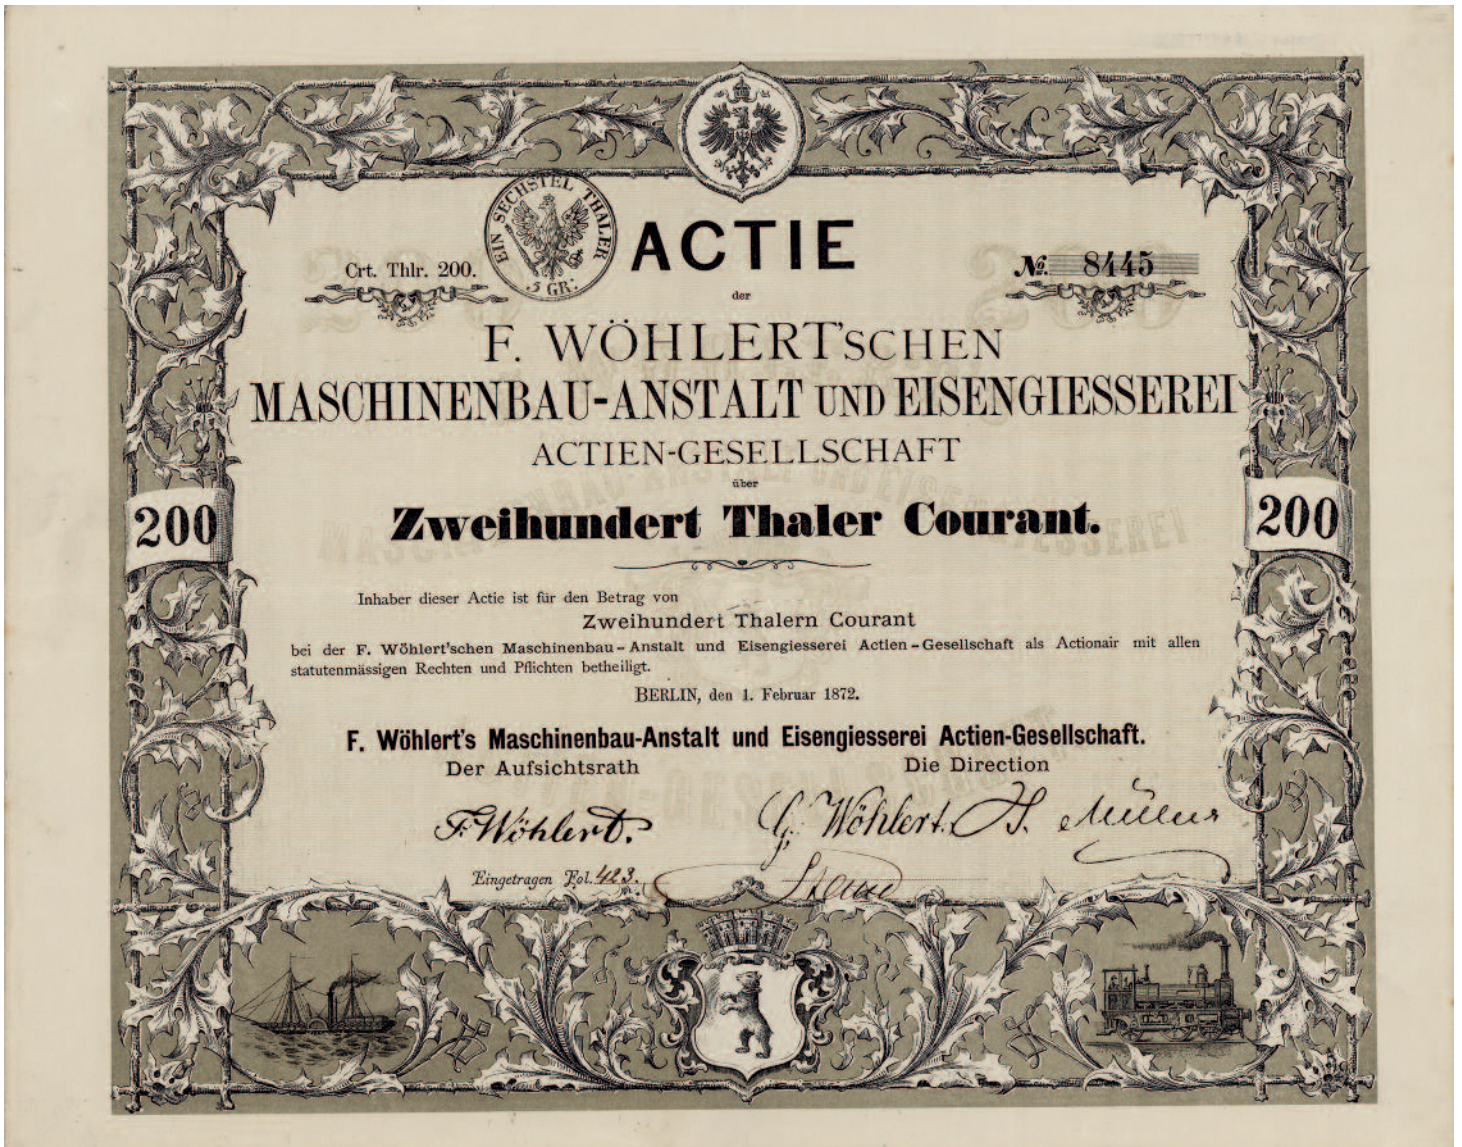 EIN SECHSTEL THALER
5 GR.
ACTIE
Crt. Thlr. 200.
No. 8445
der
F. WÖHLERT'SCHEN
MASCHINENBAU-ANSTALT UND EISENGIESSEREI
ACTIEN-GESELLSCHAFT
über
200
Zweihundert Thaler Courant.
200
Inhaber dieser Actie ist für den Betrag von
Zweihundert Thalern Courant
bei der F. Wöhlert'schen Maschinenbau-Anstalt und Eisengiesserei Actien-Gesellschaft als Actionair mit allen
statutenmässigen Rechten und Pflichten betheiligt.
BERLIN, den 1. Februar 1872.
F. Wöhlert's Maschinenbau-Anstalt und Eisengiesserei Actien-Gesellschaft.
Der Aufsichtsrath
Die Direction
F. Wöhlert.
G. Wöhlert.
Eingetragen Fol. 423.